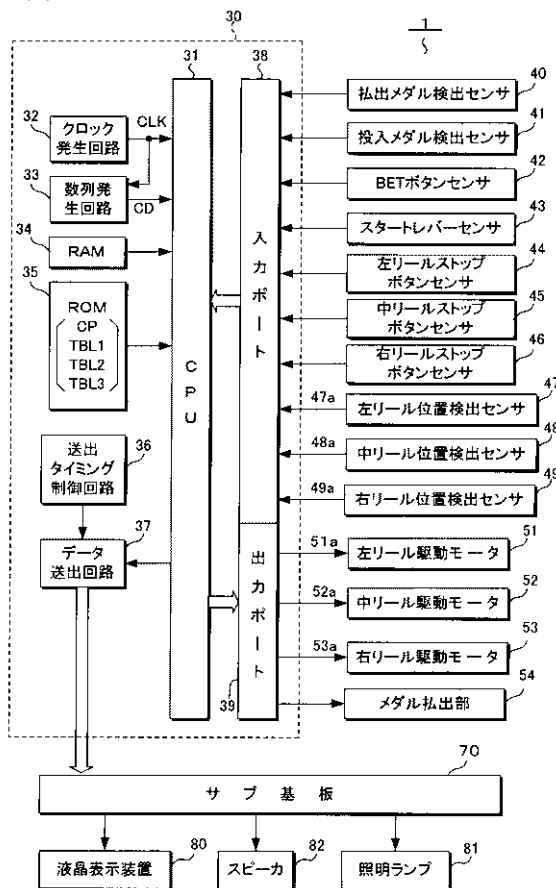 30
1
31
38
40
払出メダル検出センサ
32
クロック
発生回路
CLK
41
投入メダル検出センサ
33
数列発
生回路
CD
42
BETボタンセンサ
43
スタートレバーセンサ
34
RAM
44
左リールストップ
ボタンセンサ
35
ROM
CP
TBL1
TBL2
TBL3
45
中リールストップ
ボタンセンサ
46
右リールストップ
ボタンセンサ
CPU
入力ポート
47a
左リール位置検出センサ
47
48a
中リール位置検出センサ
48
49a
右リール位置検出センサ
49
36
送出
タイミング
制御回路
37
データ
送出回路
出力ポート
39
51a
左リール駆動モータ
51
52a
中リール駆動モータ
52
53a
右リール駆動モータ
53
メダル払出部
54
70
サブ基板
液晶表示装置
80
スピーカ
82
照明ランプ
81